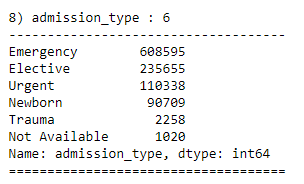 8) admission_type : 6
-----------------------------------
Emergency        608595
Elective         235655
Urgent           110338
Newborn           90709
Trauma             2258
Not Available      1020
Name: admission_type, dtype: int64
===================================